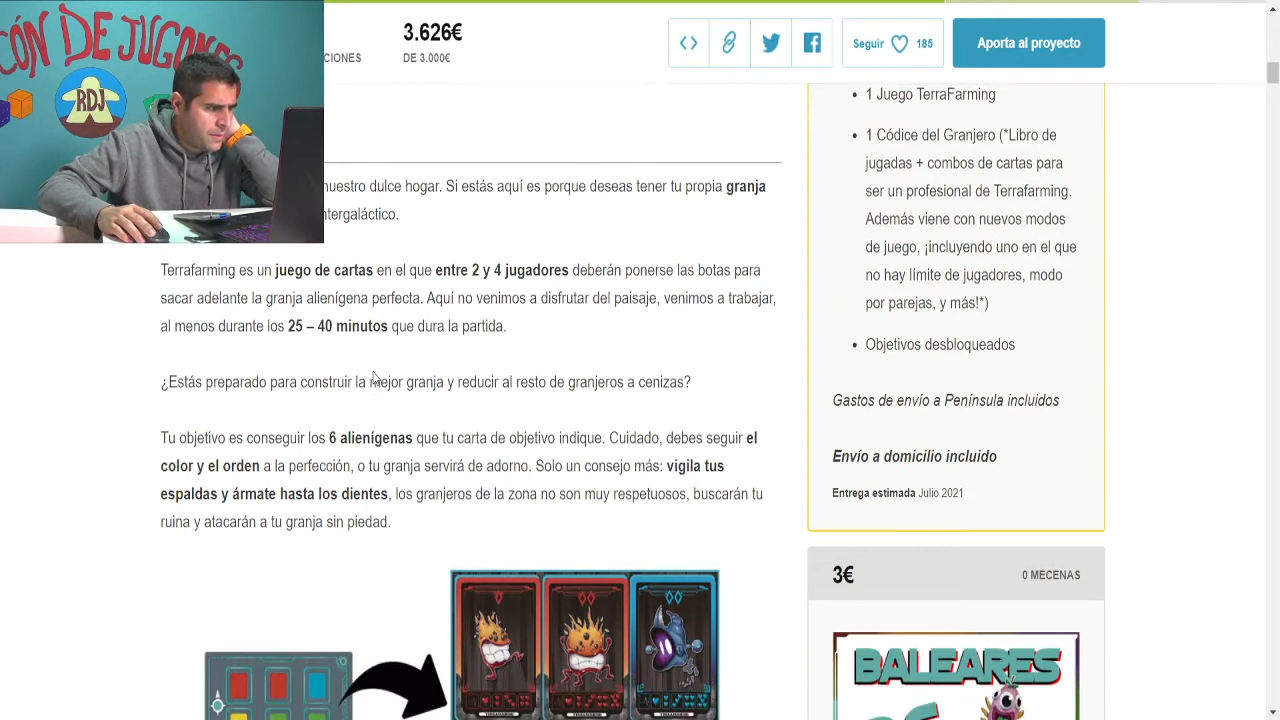 CÓN DE JUGONES
RDJ
3.626€
CIONES
DE 3.000€
Seguir
185
Aporta al proyecto
nuestro dulce hogar. Si estás aquí es porque deseas tener tu propia granja
ntergaláctico.
Terrafarming es un juego de cartas en el que entre 2 y 4 jugadores deberán ponerse las botas para
sacar adelante la granja alienígena perfecta. Aquí no venimos a disfrutar del paisaje, venimos a trabajar,
al menos durante los 25 – 40 minutos que dura la partida.
¿Estás preparado para construir la mejor granja y reducir al resto de granjeros a cenizas?
Tu objetivo es conseguir los 6 alienígenas que tu carta de objetivo indique. Cuidado, debes seguir el
color y el orden a la perfección, o tu granja servirá de adorno. Solo un consejo más: vigila tus
espaldas y ármate hasta los dientes, los granjeros de la zona no son muy respetuosos, buscarán tu
ruina y atacarán a tu granja sin piedad.
1 Juego TerraFarming
1 Códice del Granjero (*Libro de
jugadas + combos de cartas para
ser un profesional de Terrafarming.
Además viene con nuevos modos
de juego, ¡incluyendo uno en el que
no hay límite de jugadores, modo
por parejas, y más!*)
Objetivos desbloqueados
Gastos de envío a Península incluidos
Envío a domicilio incluido
Entrega estimada Julio 2021
3€
0 MECENAS
BALEARES